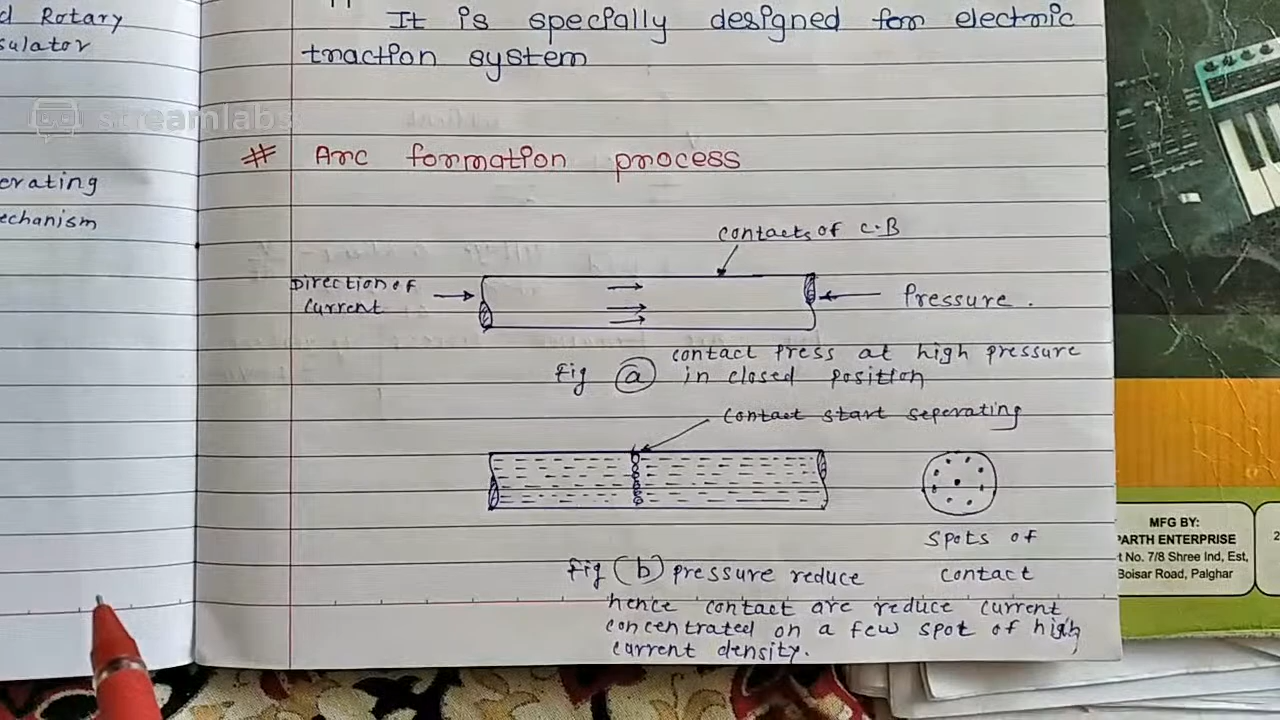 d Rotary
sulator
erating
echanism
It is specially designed for electric
traction system
streamlabs
# Arc formation process
contacts of C.B
Direction of
current
Pressure.
contact press at high pressure
fig (a) in closed position
contact start seperating
spots of
contact
fig (b) pressure reduce
hence contact are reduce current
concentrated on a few spot of high
current density.
MFG BY:
PARTH ENTERPRISE
t No. 7/8 Shree Ind, Est,
Boisar Road, Palghar
2